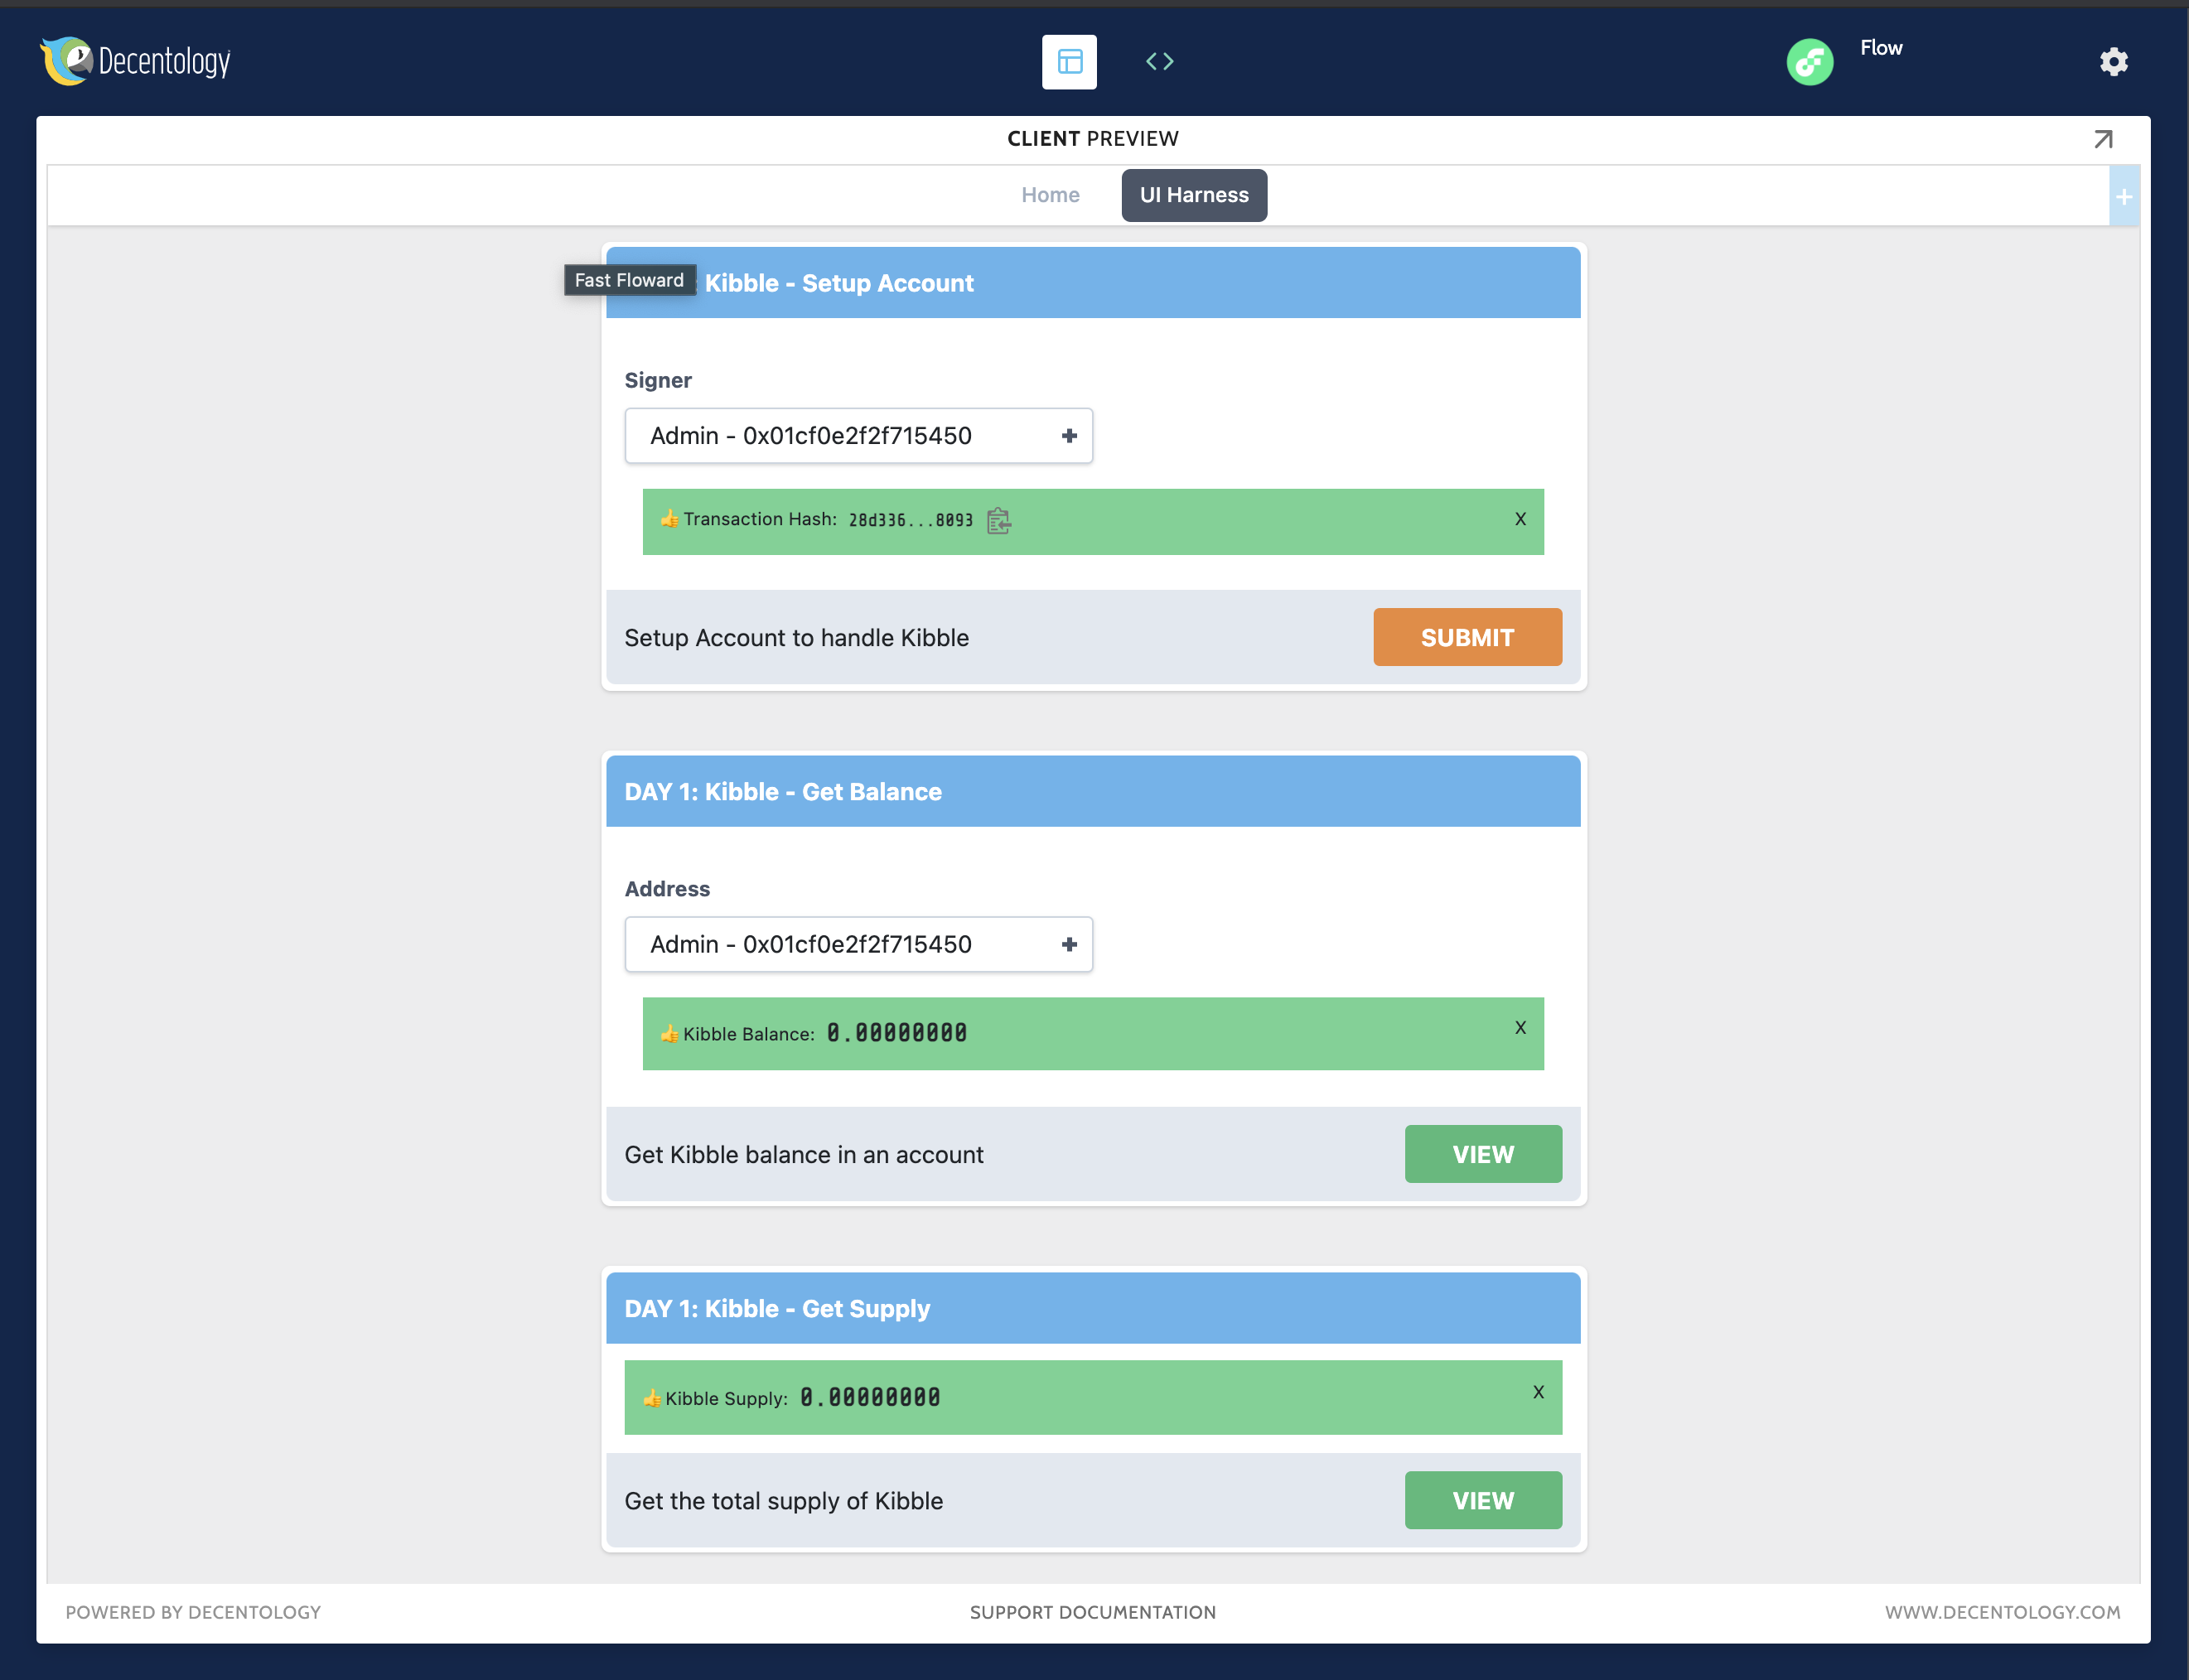 Decentology
Flow
CLIENT PREVIEW
Home
UI Harness
Fast Floward
Kibble - Setup Account
Signer
Admin - 0x01cf0e2f2f715450
👍Transaction Hash: 28d336...8093
X
Setup Account to handle Kibble
SUBMIT
DAY 1: Kibble - Get Balance
Address
Admin - 0x01cf0e2f2f715450
👍Kibble Balance: 0.00000000
X
Get Kibble balance in an account
VIEW
DAY 1: Kibble - Get Supply
👍Kibble Supply: 0.00000000
X
Get the total supply of Kibble
VIEW
POWERED BY DECENTOLOGY
SUPPORT DOCUMENTATION
WWW.DECENTOLOGY.COM